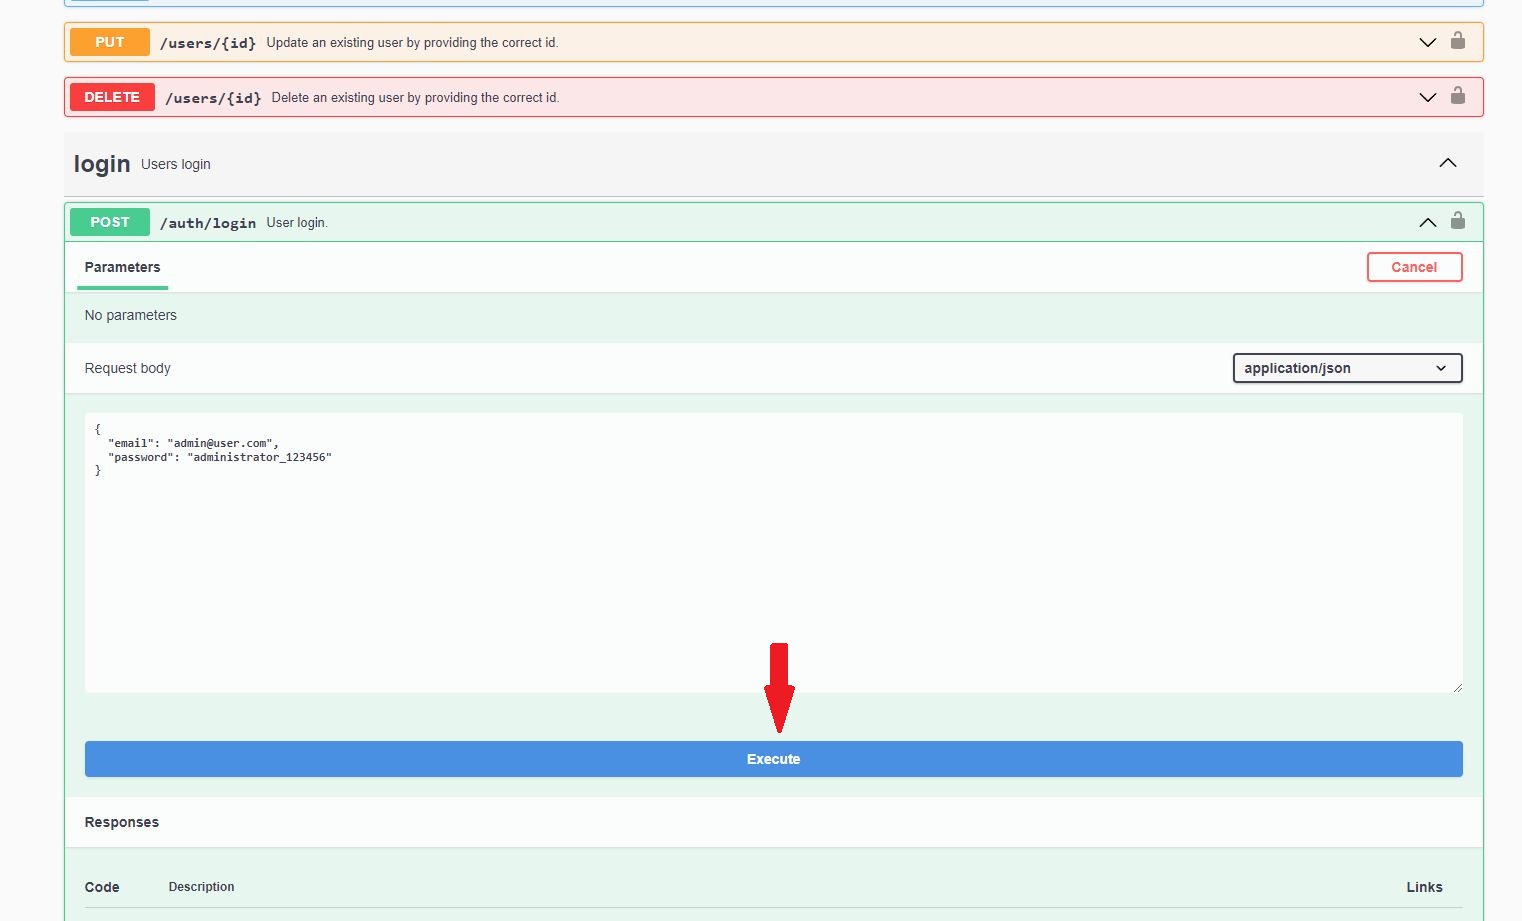 PUT /users/{id} Update an existing user by providing the correct id.
DELETE /users/{id} Delete an existing user by providing the correct id.
login Users login
POST /auth/login User login.
Parameters Cancel
No parameters
Request body application/json
{
"email": "admin@user.com",
"password": "administrator_123456"
}
Execute
Responses
Code Description Links